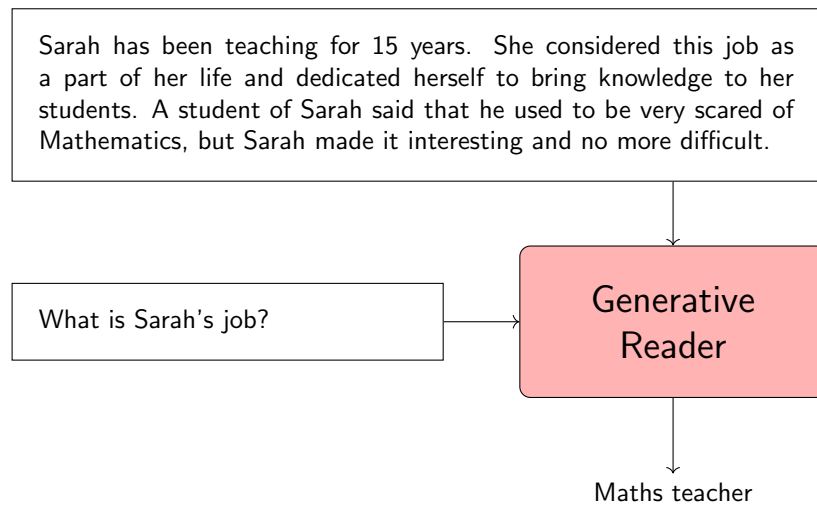 Sarah has been teaching for 15 years. She considered this job as
a part of her life and dedicated herself to bring knowledge to her
students. A student of Sarah said that he used to be very scared of
Mathematics, but Sarah made it interesting and no more difficult.
What is Sarah's job?
Generative
Reader
Maths teacher